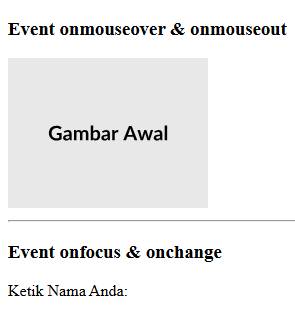 Event onmouseover & onmouseout
Gambar Awal
Event onfocus & onchange
Ketik Nama Anda: